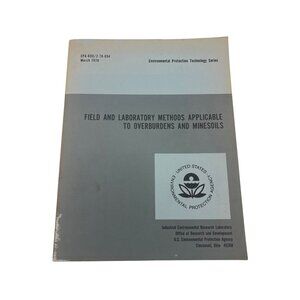 EPA-600/2-78-054
March 1978
Environmental Protection Technology Series
FIELD AND LABORATORY METHODS APPLICABLE
TO OVERBURDENS AND MINESOILS
UNITED STATES
ENVIRONMENTAL PROTECTION AGENCY
Industrial Environmental Research Laboratory
Office of Research and Development
U.S. Environmental Protection Agency
Cincinnati, Ohio 45268